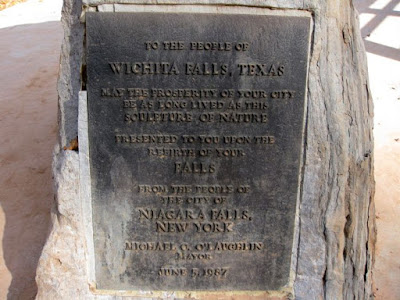 TO THE PEOPLE OF
WICHITA FALLS, TEXAS
MAY THE PROSPERITY OF YOUR CITY
BE AS LONG LIVED AS THIS
SCULPTURE OF NATURE
PRESENTED TO YOU UPON THE
REBIRTH OF YOUR
FALLS
FROM THE PEOPLE OF
THE CITY OF
NIAGARA FALLS,
NEW YORK
MICHAEL C. O'LAUGHLIN
MAYOR
JUNE 5, 1987